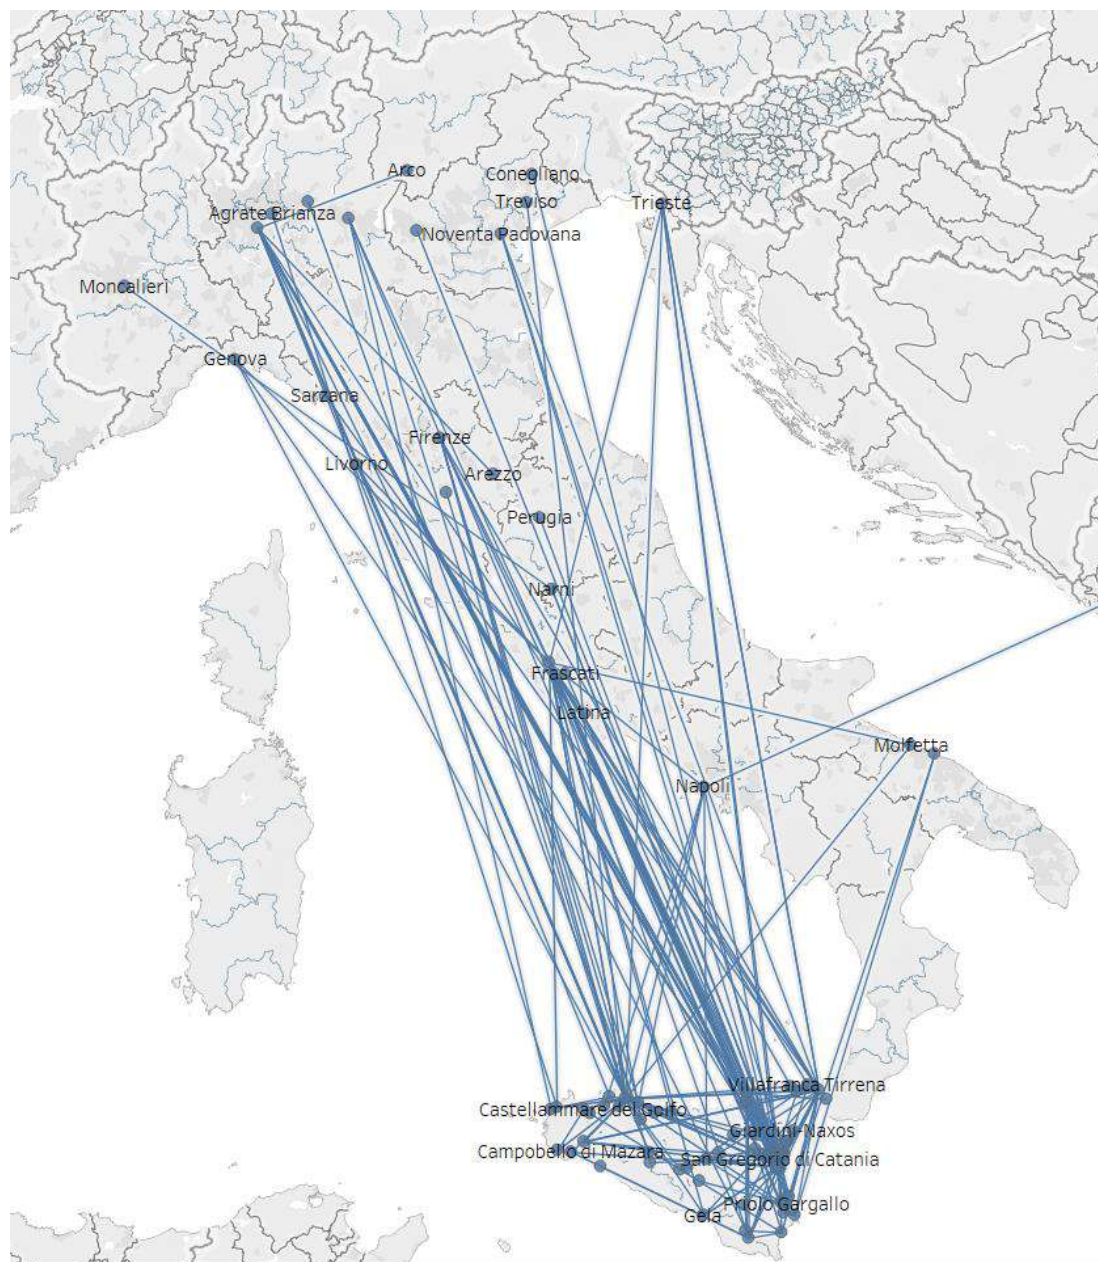 Arco
Conegliano
Treviso
Trieste
Agrate Brianza
Noventa Padovana
Moncalieri
Genova
Sarzana
Firenze
Livorno
Arezzo
Perugia
Narni
Frascati
Latina
Molfetta
Napoli
Villafranca Tirrena
Castellammare del Golfo
Giardini-Naxos
Campobello di Mazara
San Gregorio di Catania
Priolo Gargallo
Gela